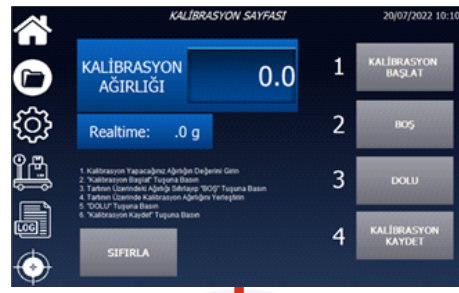 KALİBRASYON SAYFASI
20/07/2022 10:10
KALİBRASYON
AĞIRLIĞI
0.0
Realtime: .0 g
1. Kalibrasyon Yapacağınız Ağırlığın Değerini Girin
2. "Kalibrasyon Başlat" Tuşuna Basın
3. Tartının Üzerindeki Ağırlığı Sıfırlayıp "BOŞ" Tuşuna Basın
4. Tartının Üzerinde Kalibrasyon Ağırlığını Yerleştirin
5. "DOLU" Tuşuna Basın
6. "Kalibrasyon Kaydet" Tuşuna Basın
SIFIRLA
1 KALİBRASYON
BAŞLAT
2 BOŞ
3 DOLU
4 KALİBRASYON
KAYDET
LOG